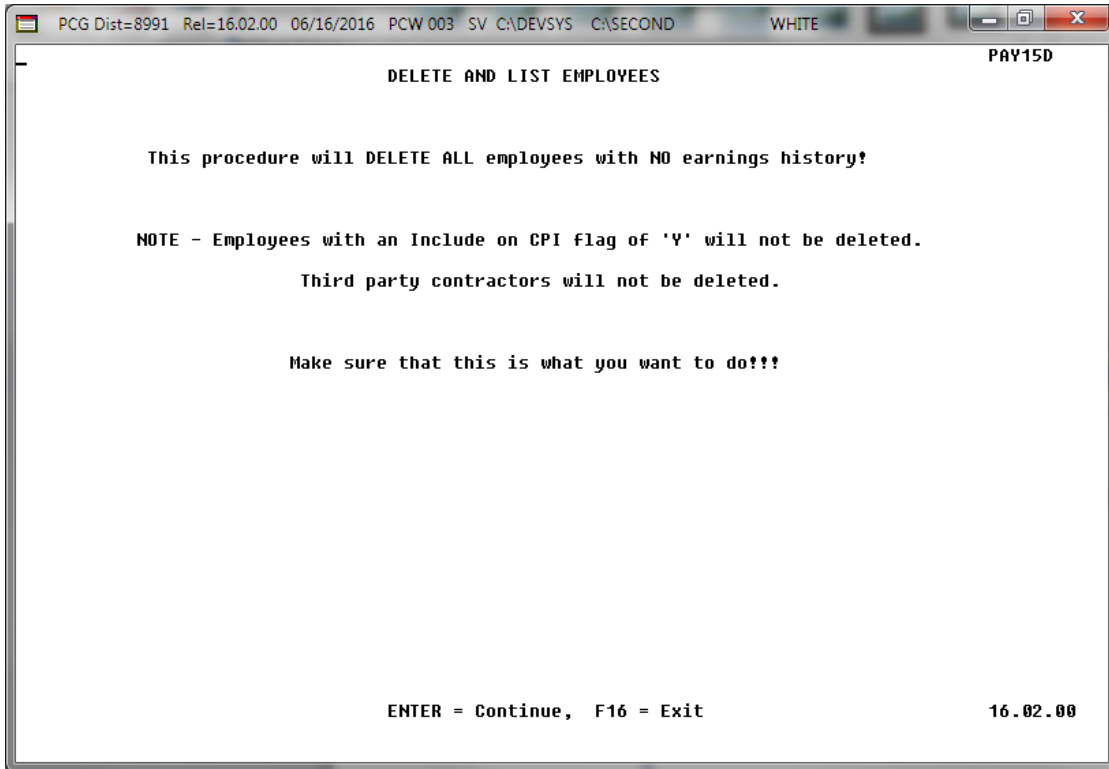 PCG Dist=8991 Rel=16.02.00 06/16/2016 PCW 003 SV C:\DEVSYS C:\SECOND WHITE
PAY15D
DELETE AND LIST EMPLOYEES
This procedure will DELETE ALL employees with NO earnings history!
NOTE - Employees with an Include on CPI flag of 'Y' will not be deleted.
Third party contractors will not be deleted.
Make sure that this is what you want to do!!!
ENTER = Continue, F16 = Exit 16.02.00